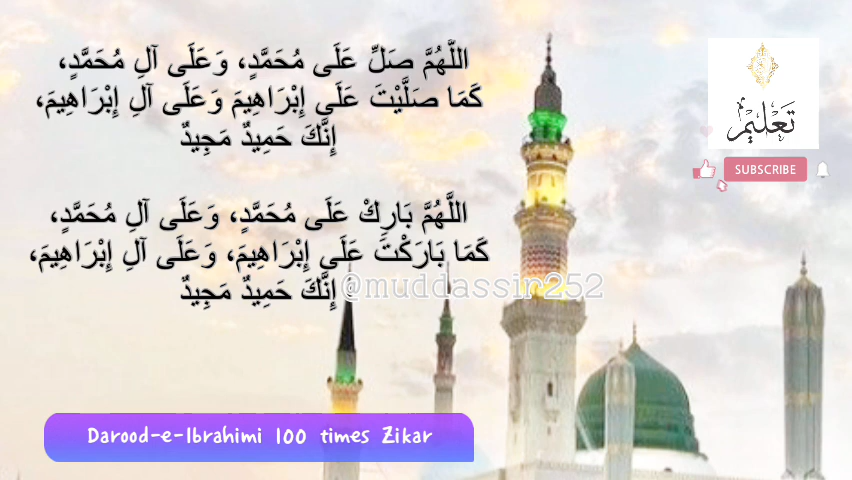 اللَّهُمَّ صَلِّ عَلَى مُحَمَّدٍ، وَعَلَى آلِ مُحَمَّدٍ،
كَمَا صَلَّيْتَ عَلَى إِبْرَاهِيمَ وَعَلَى آلِ إِبْرَاهِيمَ،
إِنَّكَ حَمِيدٌ مَجِيدٌ
اللَّهُمَّ بَارِكْ عَلَى مُحَمَّدٍ، وَعَلَى آلِ مُحَمَّدٍ،
كَمَا بَارَكْتَ عَلَى إِبْرَاهِيمَ، وَعَلَى آلِ إِبْرَاهِيمَ،
إِنَّكَ حَمِيدٌ مَجِيدٌ
@muddassir252
تَعْلِيم
SUBSCRIBE
Darood-e-Ibrahimi 100 times Zikar